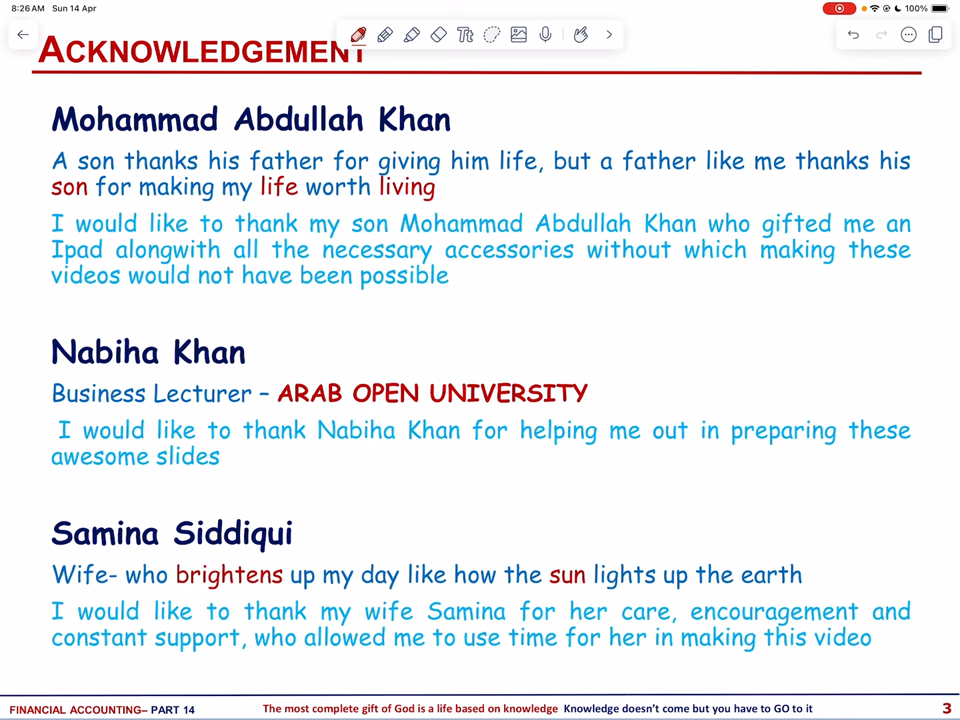 8:26 AM Sun 14 Apr
100%
ACKNOWLEDGEMENT
Mohammad Abdullah Khan
A son thanks his father for giving him life, but a father like me thanks his
son for making my life worth living
I would like to thank my son Mohammad Abdullah Khan who gifted me an
Ipad alongwith all the necessary accessories without which making these
videos would not have been possible
Nabiha Khan
Business Lecturer – ARAB OPEN UNIVERSITY
I would like to thank Nabiha Khan for helping me out in preparing these
awesome slides
Samina Siddiqui
Wife- who brightens up my day like how the sun lights up the earth
I would like to thank my wife Samina for her care, encouragement and
constant support, who allowed me to use time for her in making this video
FINANCIAL ACCOUNTING– PART 14 The most complete gift of God is a life based on knowledge Knowledge doesn't come but you have to GO to it 3